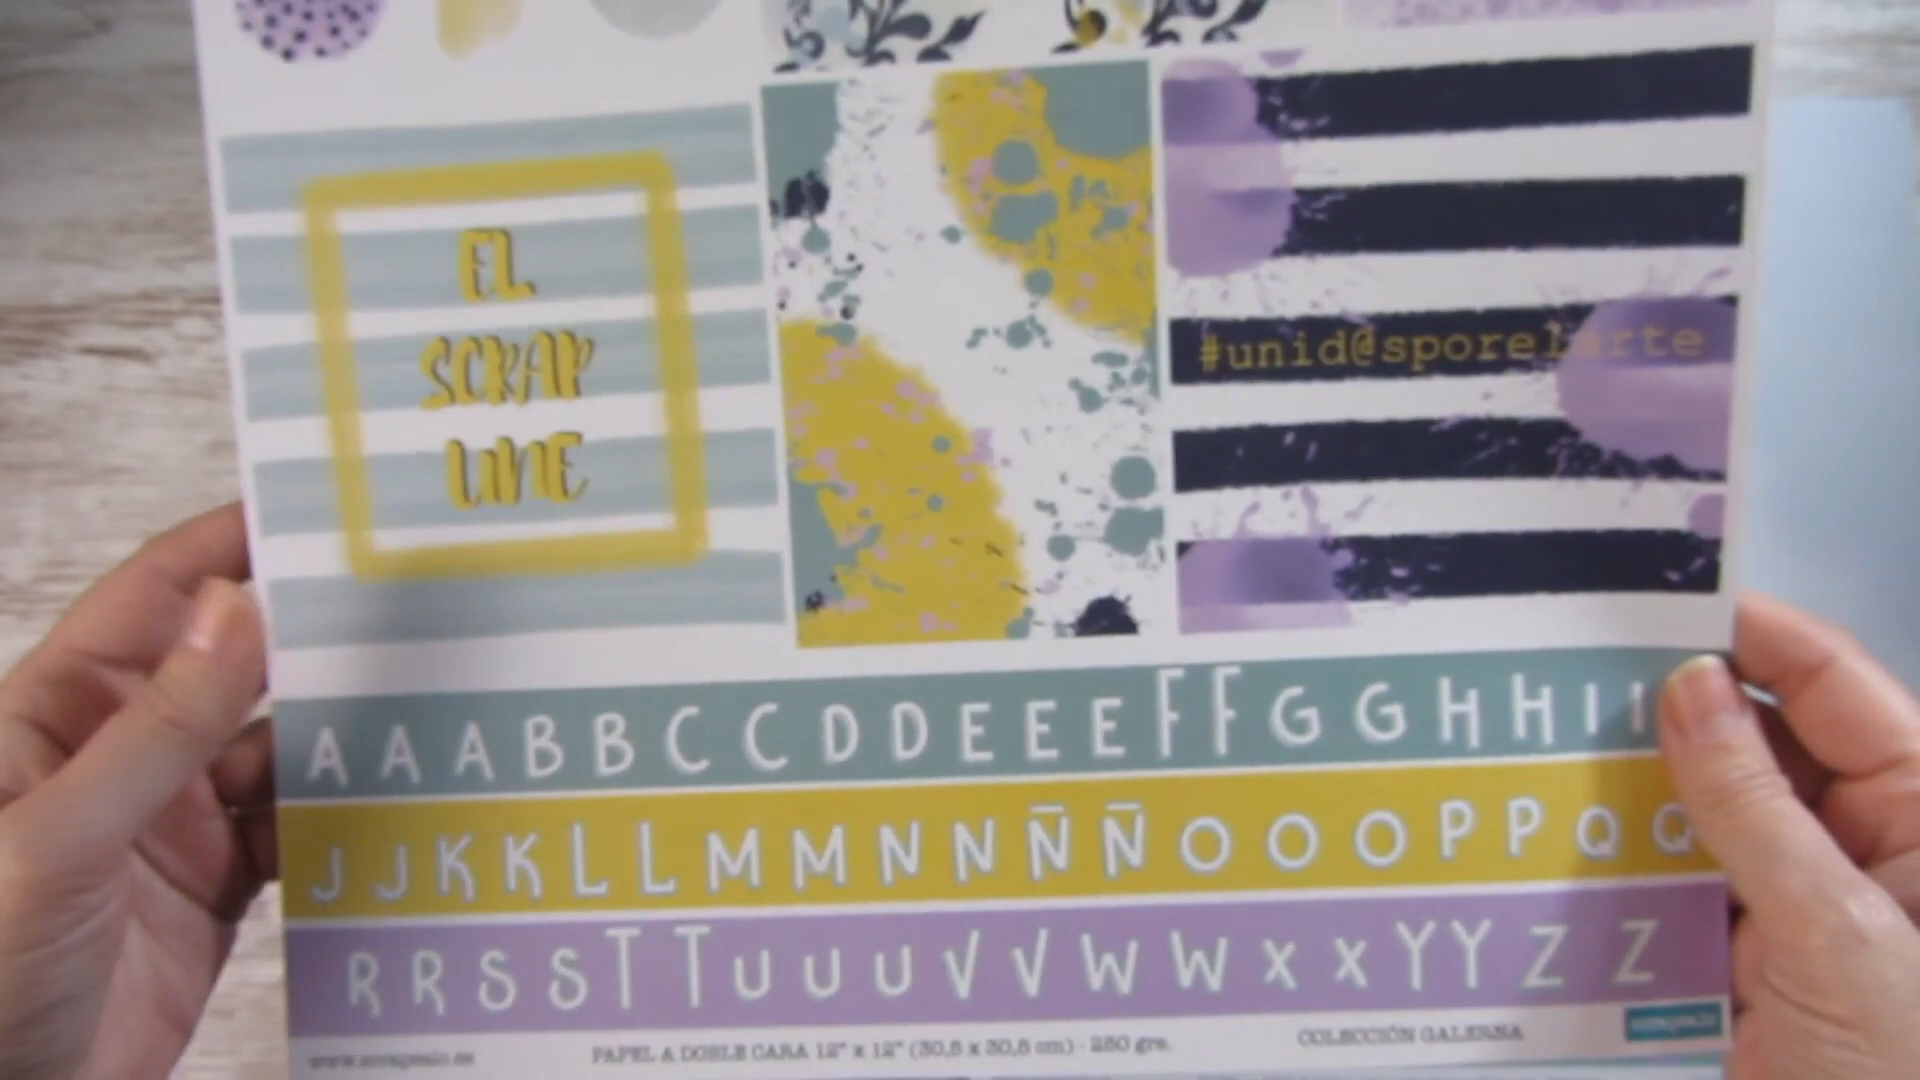 EL
SCRAP
LINE
#unid@sporelarte
A A A B B C C D D E E E F F G G H H I I
J J K K L L M M N N Ñ Ñ O O O P P Q Q
R R S S T T U U U V V W W X X Y Y Z Z
PAPEL A DOBLE CARA 12" x 12" (30,5 x 30,5 cm) - 250 grs.
COLECCIÓN GALERNA